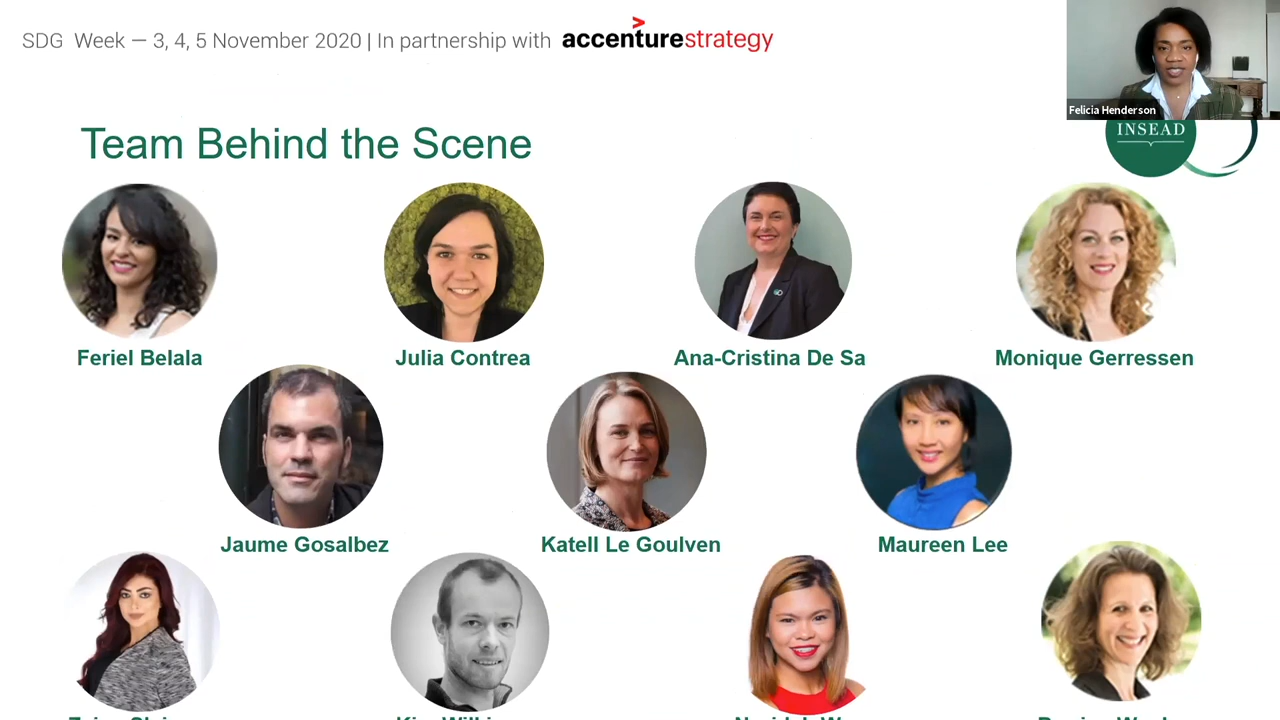 SDG Week — 3, 4, 5 November 2020 | In partnership with accenturestrategy
Felicia Henderson
INSEAD
Team Behind the Scene
Feriel Belala
Julia Contrea
Ana-Cristina De Sa
Monique Gerressen
Jaume Gosalbez
Katell Le Goulven
Maureen Lee